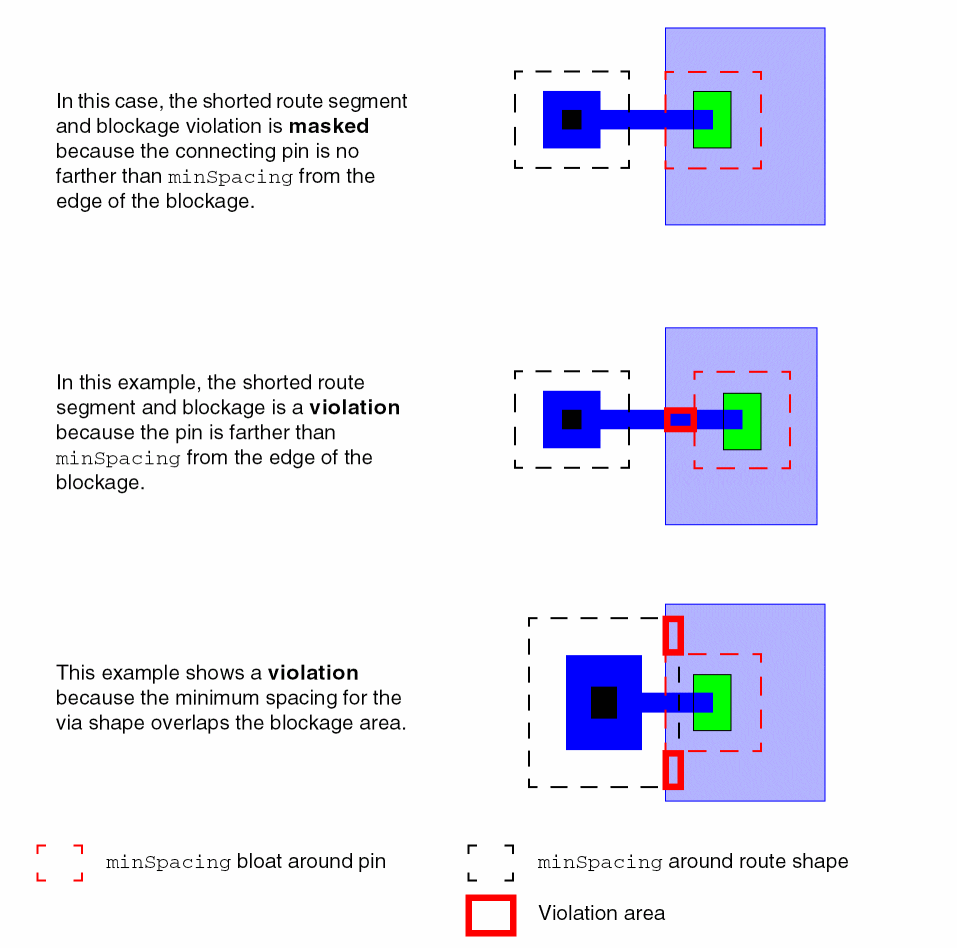 In this case, the shorted route segment
and blockage violation is masked
because the connecting pin is no
farther than minSpacing from the
edge of the blockage.
In this example, the shorted route
segment and blockage is a violation
because the pin is farther than
minSpacing from the edge of the
blockage.
This example shows a violation
because the minimum spacing for the
via shape overlaps the blockage area.
minSpacing bloat around pin
minSpacing around route shape
Violation area